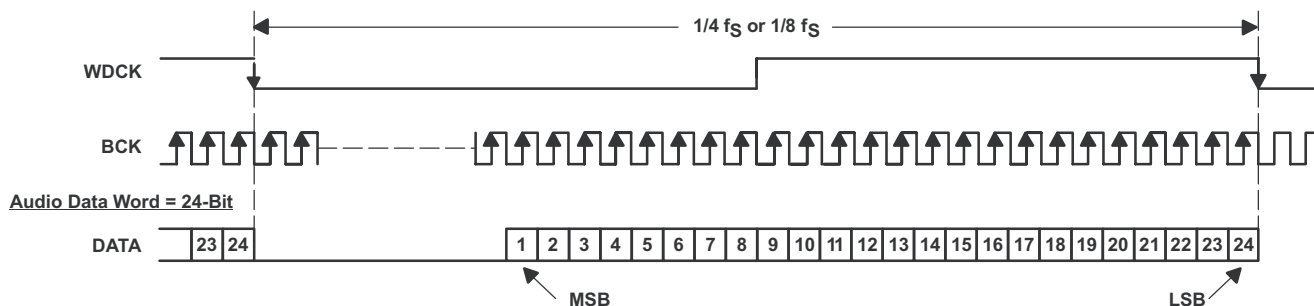 1/4 fS or 1/8 fS
WDCK
BCK
Audio Data Word = 24-Bit
DATA 23 24 1 2 3 4 5 6 7 8 9 10 11 12 13 14 15 16 17 18 19 20 21 22 23 24
MSB LSB